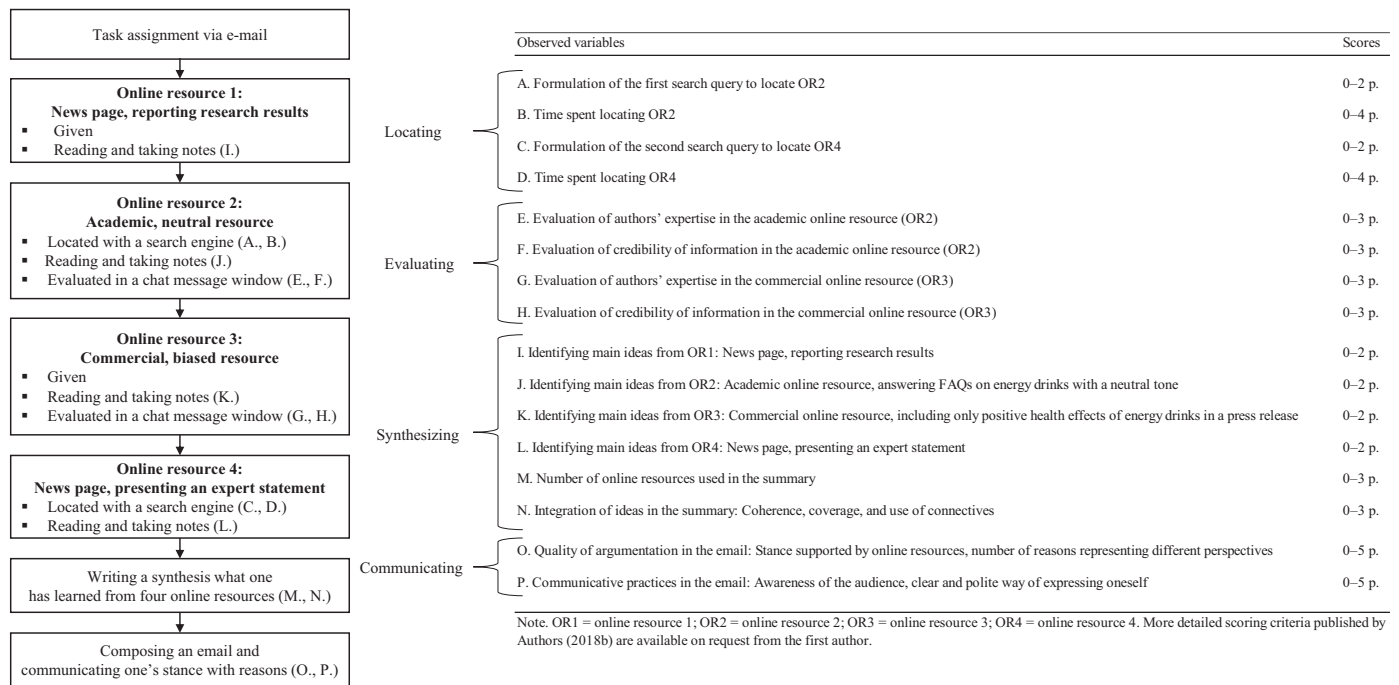 Task assignment via e-mail
Online resource 1:
News page, reporting research results
▪ Given
▪ Reading and taking notes (I.)
Online resource 2:
Academic, neutral resource
▪ Located with a search engine (A., B.)
▪ Reading and taking notes (J.)
▪ Evaluated in a chat message window (E., F.)
Online resource 3:
Commercial, biased resource
▪ Given
▪ Reading and taking notes (K.)
▪ Evaluated in a chat message window (G., H.)
Online resource 4:
News page, presenting an expert statement
▪ Located with a search engine (C., D.)
▪ Reading and taking notes (L.)
Writing a synthesis what one
has learned from four online resources (M., N.)
Composing an email and
communicating one's stance with reasons (O., P.)
Observed variables Scores
Locating
A. Formulation of the first search query to locate OR2 0–2 p.
B. Time spent locating OR2 0–4 p.
C. Formulation of the second search query to locate OR4 0–2 p.
D. Time spent locating OR4 0–4 p.
Evaluating
E. Evaluation of authors' expertise in the academic online resource (OR2) 0–3 p.
F. Evaluation of credibility of information in the academic online resource (OR2) 0–3 p.
G. Evaluation of authors' expertise in the commercial online resource (OR3) 0–3 p.
H. Evaluation of credibility of information in the commercial online resource (OR3) 0–3 p.
Synthesizing
I. Identifying main ideas from OR1: News page, reporting research results 0–2 p.
J. Identifying main ideas from OR2: Academic online resource, answering FAQs on energy drinks with a neutral tone 0–2 p.
K. Identifying main ideas from OR3: Commercial online resource, including only positive health effects of energy drinks in a press release 0–2 p.
L. Identifying main ideas from OR4: News page, presenting an expert statement 0–2 p.
M. Number of online resources used in the summary 0–3 p.
N. Integration of ideas in the summary: Coherence, coverage, and use of connectives 0–3 p.
Communicating
O. Quality of argumentation in the email: Stance supported by online resources, number of reasons representing different perspectives 0–5 p.
P. Communicative practices in the email: Awareness of the audience, clear and polite way of expressing oneself 0–5 p.
Note. OR1 = online resource 1; OR2 = online resource 2; OR3 = online resource 3; OR4 = online resource 4. More detailed scoring criteria published by
Authors (2018b) are available on request from the first author.